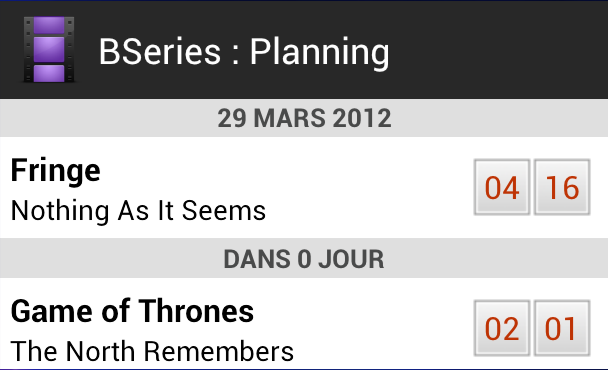 BSeries : Planning
29 MARS 2012
Fringe
04 16
Nothing As It Seems
DANS 0 JOUR
Game of Thrones
02 01
The North Remembers